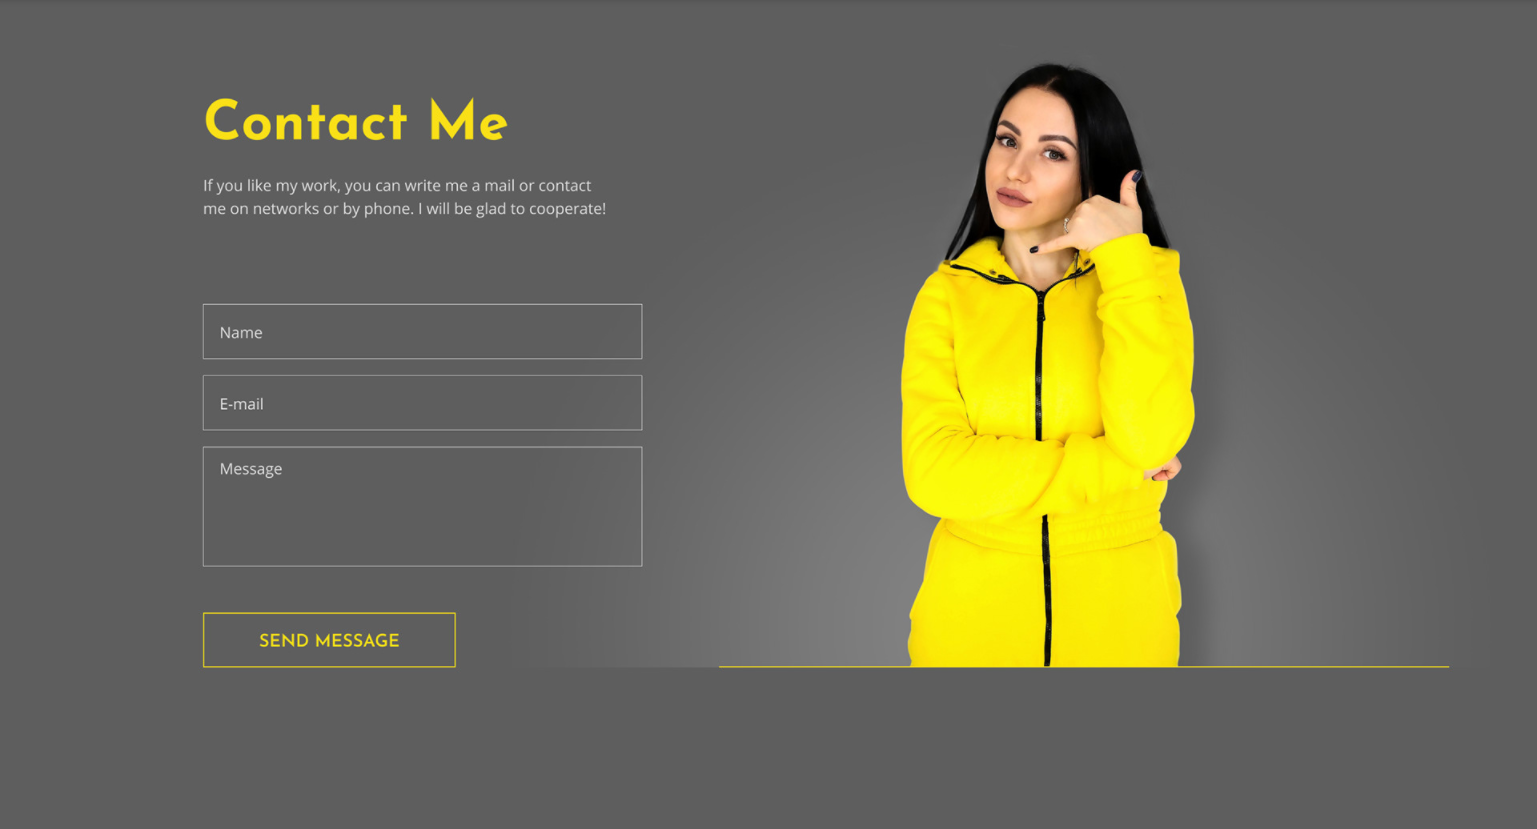 Contact Me
If you like my work, you can write me a mail or contact
me on networks or by phone. I will be glad to cooperate!
Name
E-mail
Message
SEND MESSAGE